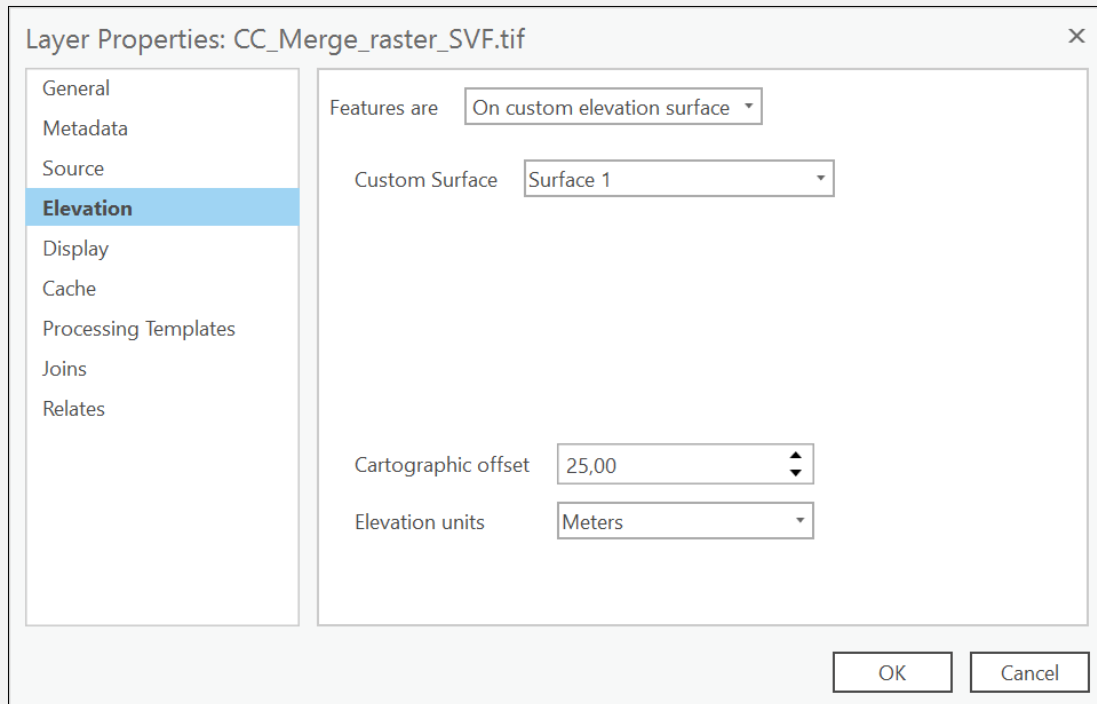 Layer Properties: CC_Merge_raster_SVF.tif
General
Metadata
Source
Elevation
Display
Cache
Processing Templates
Joins
Relates
Features are On custom elevation surface
Custom Surface Surface 1
Cartographic offset 25,00
Elevation units Meters
OK Cancel